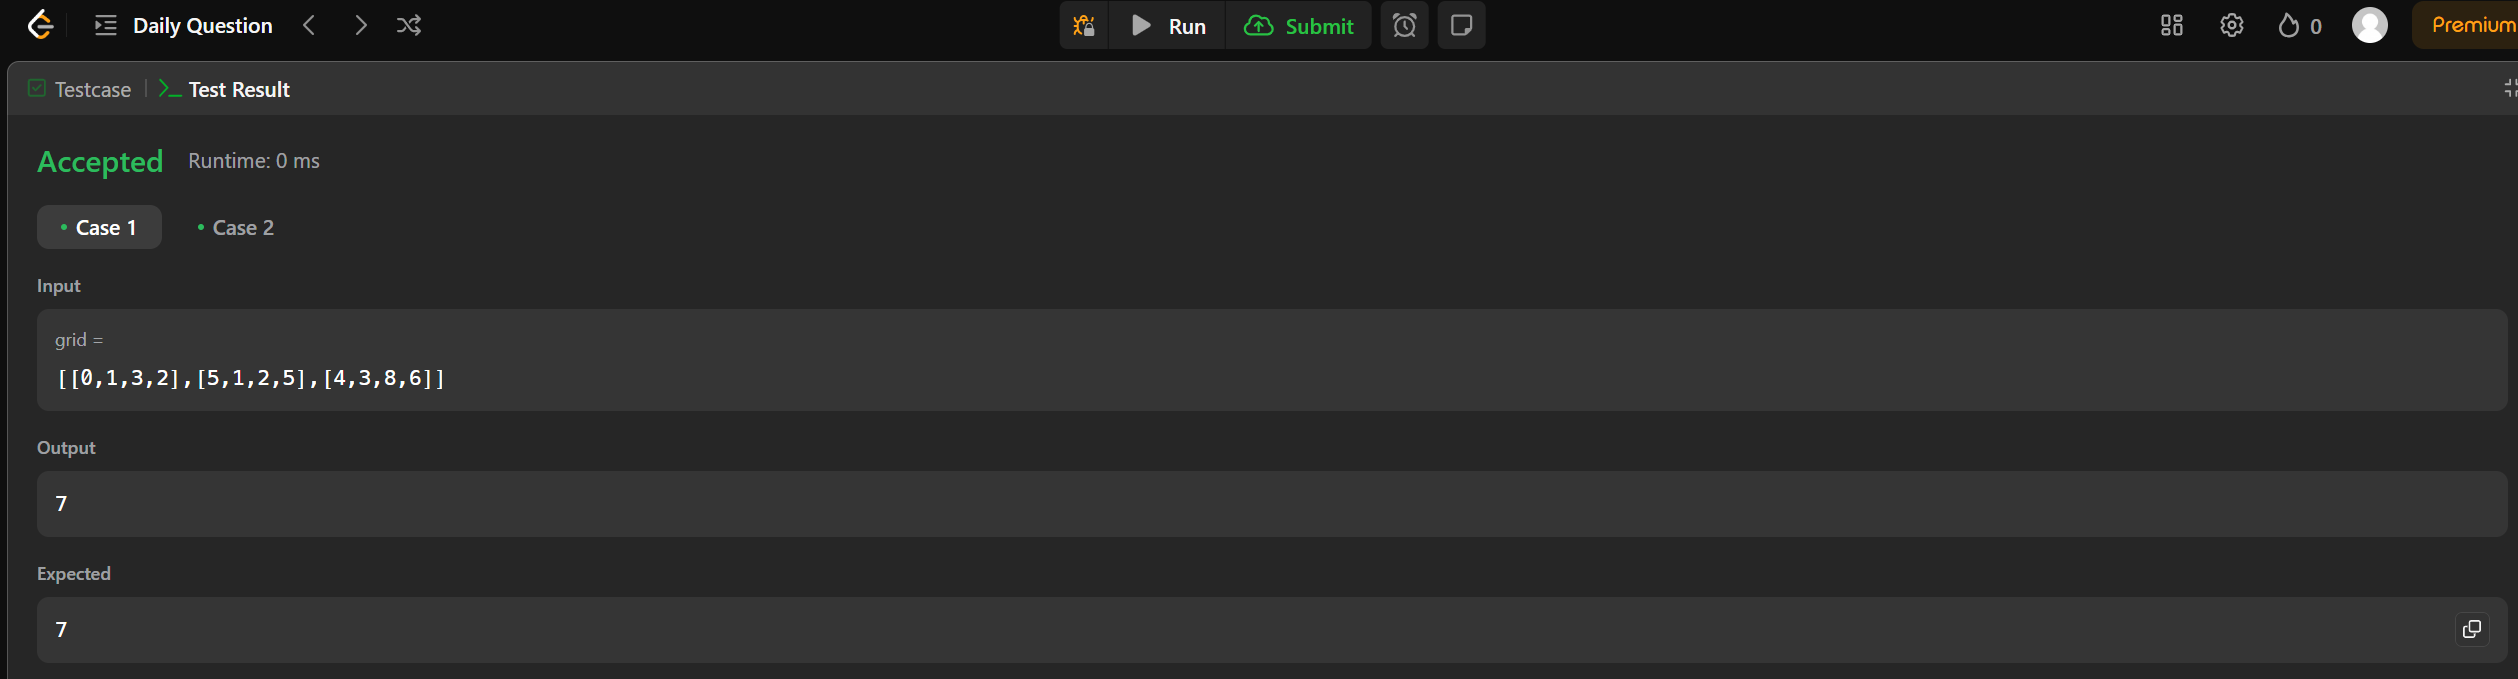 Daily Question
Run
Submit
0
Premium
Testcase
Test Result
Accepted
Runtime: 0 ms
Case 1
Case 2
Input
grid =
[[0,1,3,2],[5,1,2,5],[4,3,8,6]]
Output
7
Expected
7